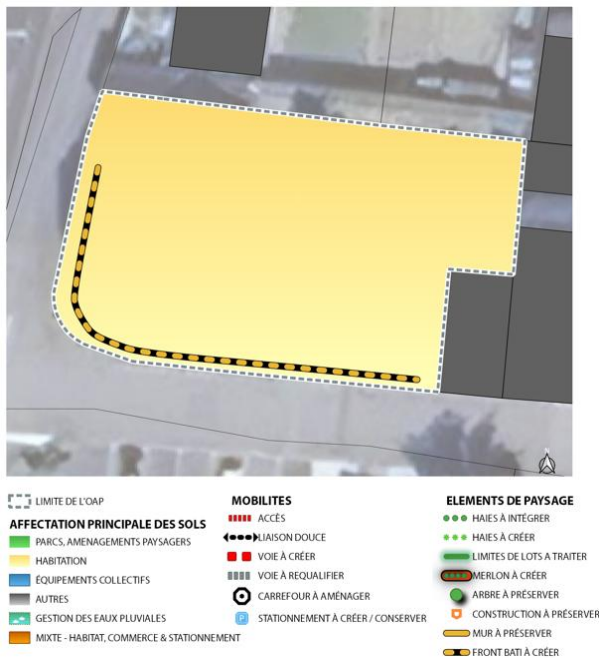 LIMITE DE L'OAP
AFFECTATION PRINCIPALE DES SOLS
PARCS, AMENAGEMENTS PAYSAGERS
HABITATION
ÉQUIPEMENTS COLLECTIFS
AUTRES
GESTION DES EAUX PLUVIALES
MIXTE - HABITAT, COMMERCE & STATIONNEMENT
MOBILITES
ACCÈS
LIAISON DOUCE
VOIE À CRÉER
VOIE À REQUALIFIER
CARREFOUR À AMÉNAGER
P STATIONNEMENT À CRÉER / CONSERVER
ELEMENTS DE PAYSAGE
HAIES À INTÉGRER
HAIES À CRÉER
LIMITES DE LOTS A TRAITER
MERLON À CRÉER
ARBRE À PRÉSERVER
CONSTRUCTION À PRÉSERVER
MUR À PRÉSERVER
FRONT BATI À CRÉER